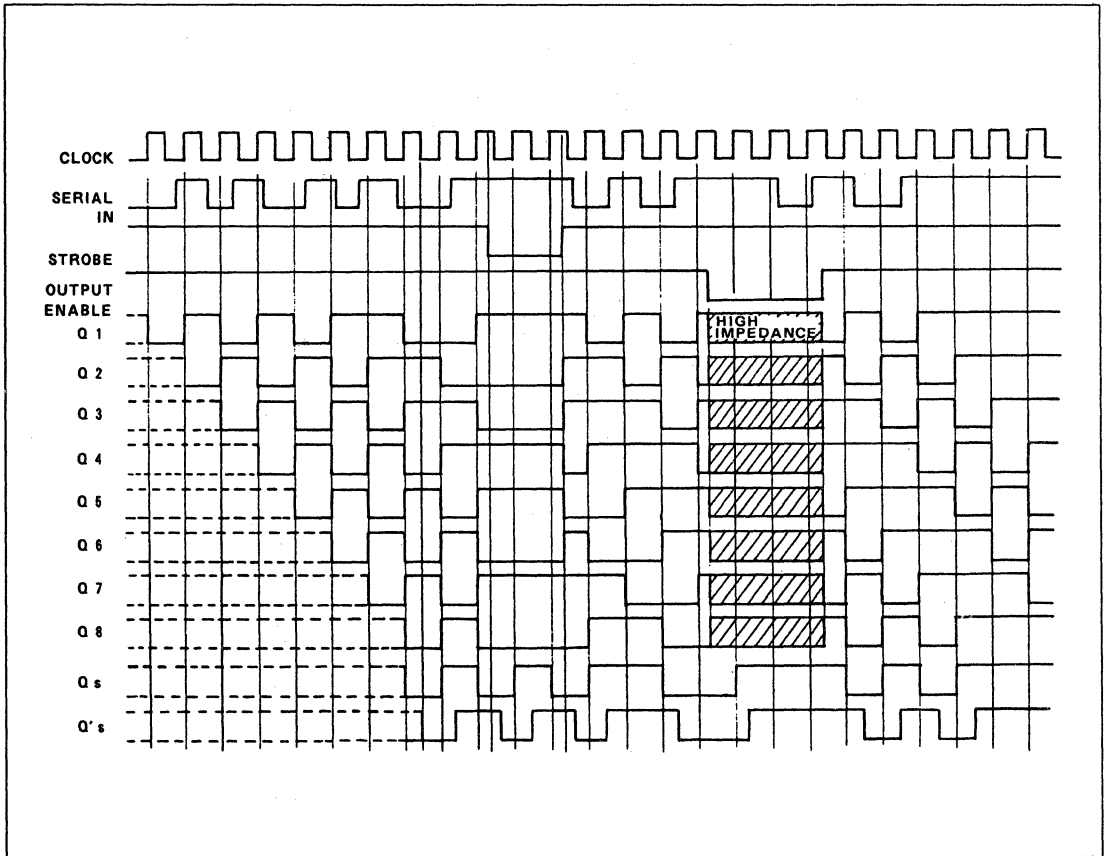 CLOCK
SERIAL
IN
STROBE
OUTPUT
ENABLE
Q 1
HIGH
IMPEDANCE
Q 2
Q 3
Q 4
Q 5
Q 6
Q 7
Q 8
Q s
Q's